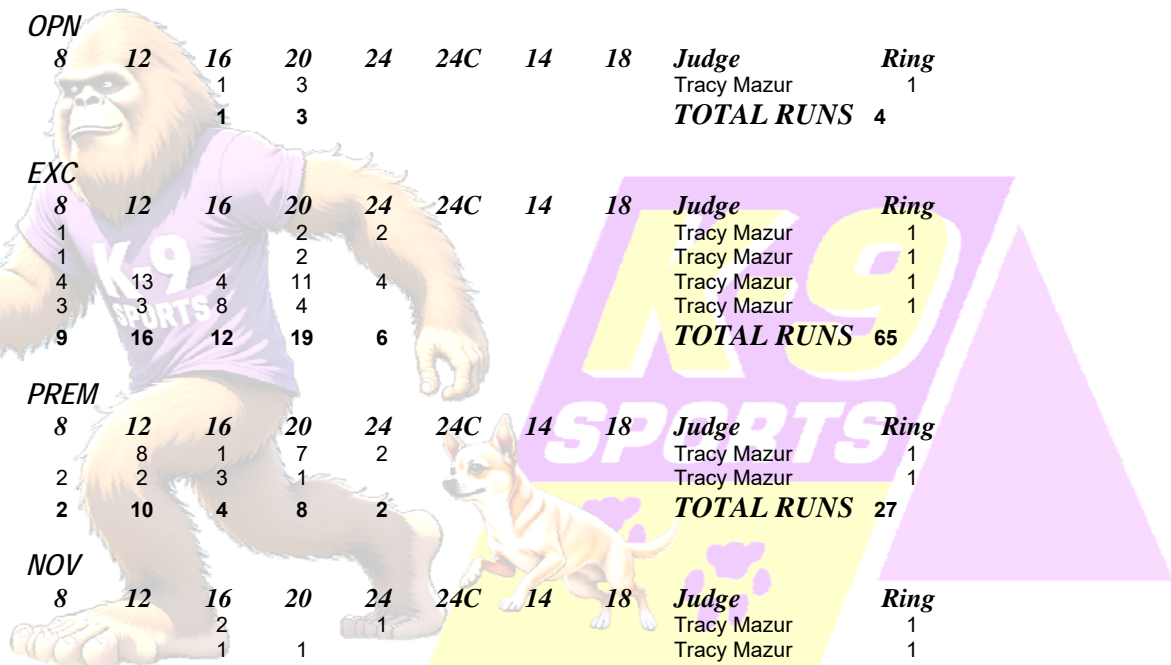 OPN
8 12 16 20 24 24C 14 18 Judge Ring
1 3 Tracy Mazur 1
1 3 TOTAL RUNS 4
EXC
8 12 16 20 24 24C 14 18 Judge Ring
1 2 2 Tracy Mazur 1
1 2 Tracy Mazur 1
4 13 4 11 4 Tracy Mazur 1
3 3 8 4 Tracy Mazur 1
9 16 12 19 6 TOTAL RUNS 65
PREM
8 12 16 20 24 24C 14 18 Judge Ring
8 1 7 2 Tracy Mazur 1
2 2 3 1 Tracy Mazur 1
2 10 4 8 2 TOTAL RUNS 27
NOV
8 12 16 20 24 24C 14 18 Judge Ring
2 1 Tracy Mazur 1
1 1 Tracy Mazur 1
K-9
SPORTS
K-9
SPORTS